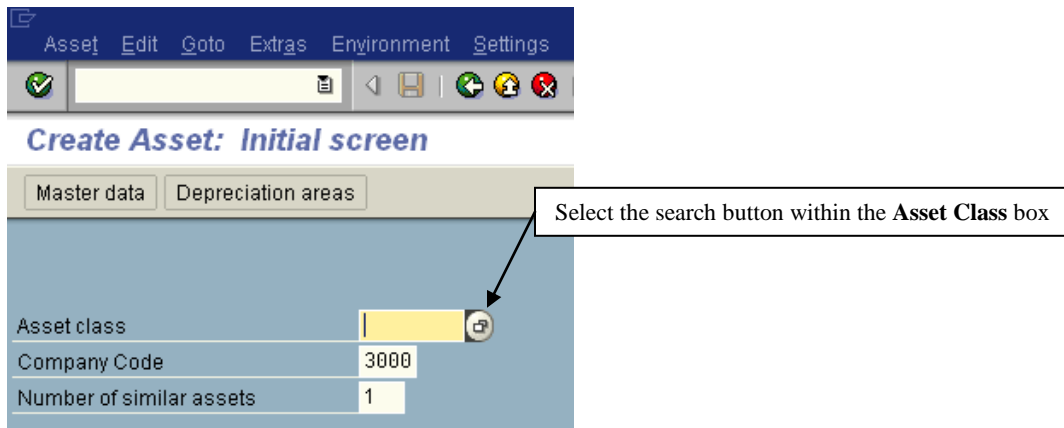 Asset Edit Goto Extras Environment Settings
Create Asset: Initial screen
Master data Depreciation areas
Select the search button within the Asset Class box
Asset class
Company Code 3000
Number of similar assets 1